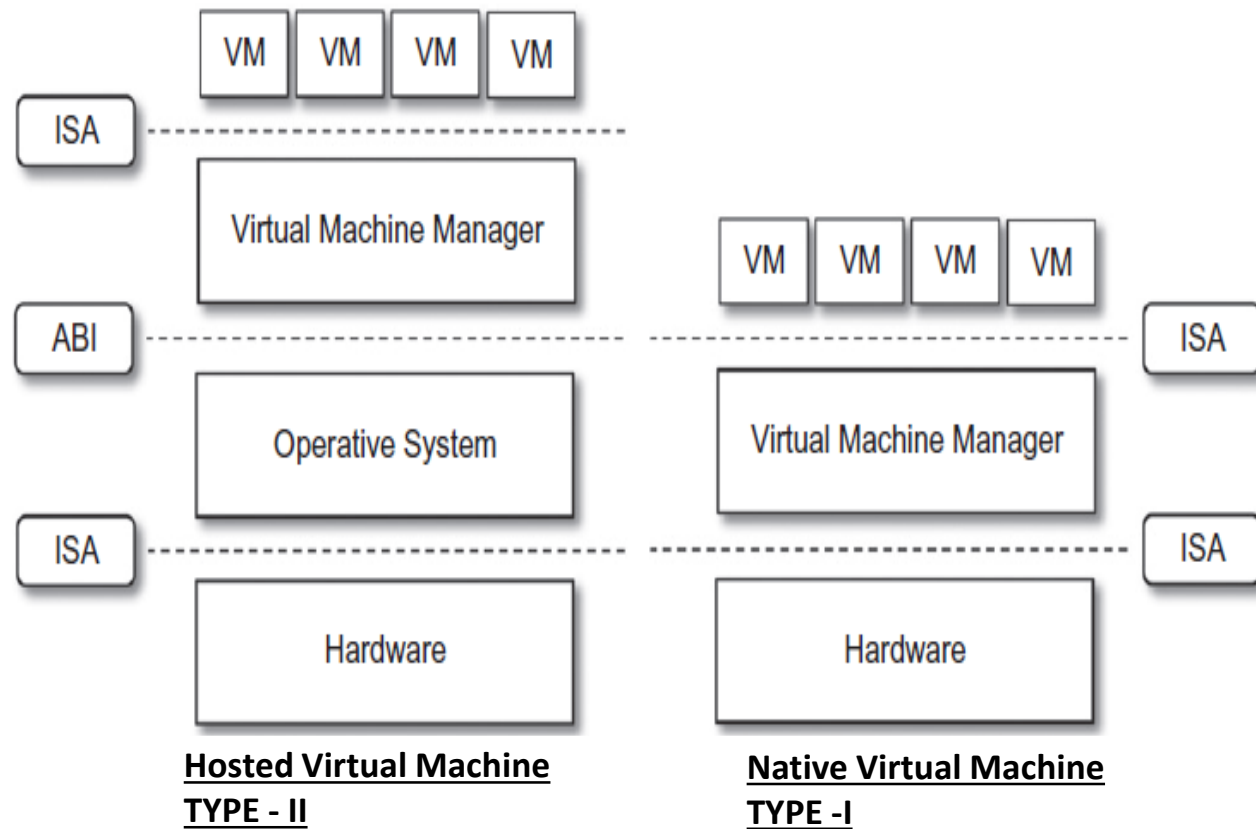 VM VM VM VM
ISA
Virtual Machine Manager
ABI
Operative System
ISA
Hardware
Hosted Virtual Machine
TYPE - II
VM VM VM VM
ISA
Virtual Machine Manager
ISA
Hardware
Native Virtual Machine
TYPE -I